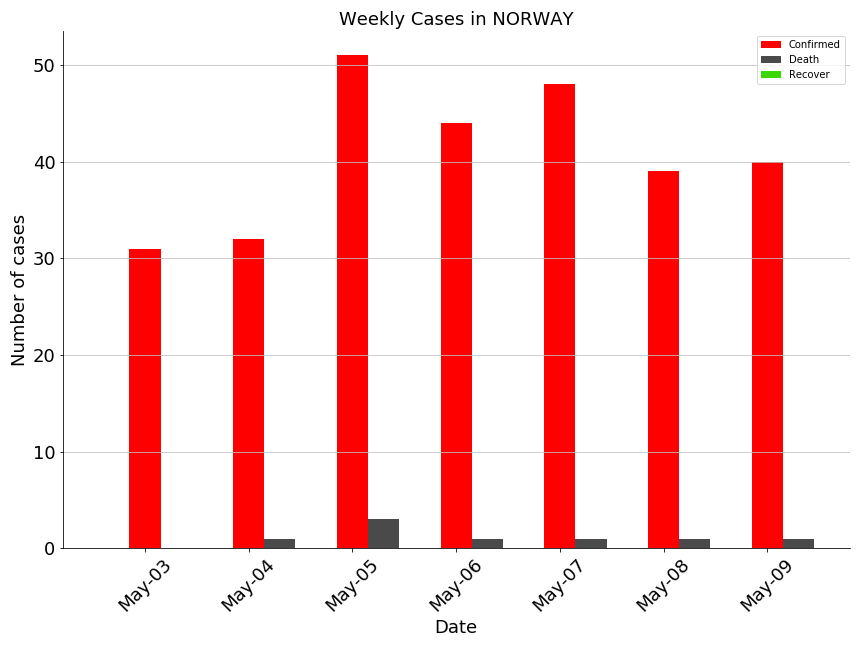 Weekly Cases in NORWAY
Confirmed
Death
Recover
Number of cases
50
40
30
20
10
0
May-03
May-04
May-05
May-06
May-07
May-08
May-09
Date